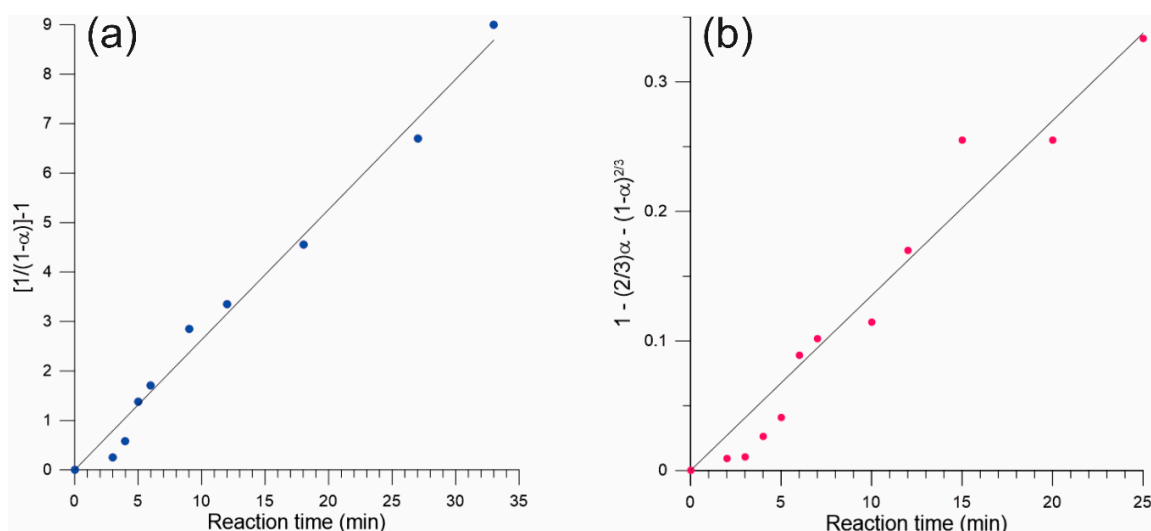 (a)
9
8
7
6
5
4
3
2
1
0
[1/(1-α)]-1
0 5 10 15 20 25 30 35
Reaction time (min)
(b)
0.3
0.2
0.1
0
1 - (2/3)α - (1-α)^2/3
0 5 10 15 20 25
Reaction time (min)